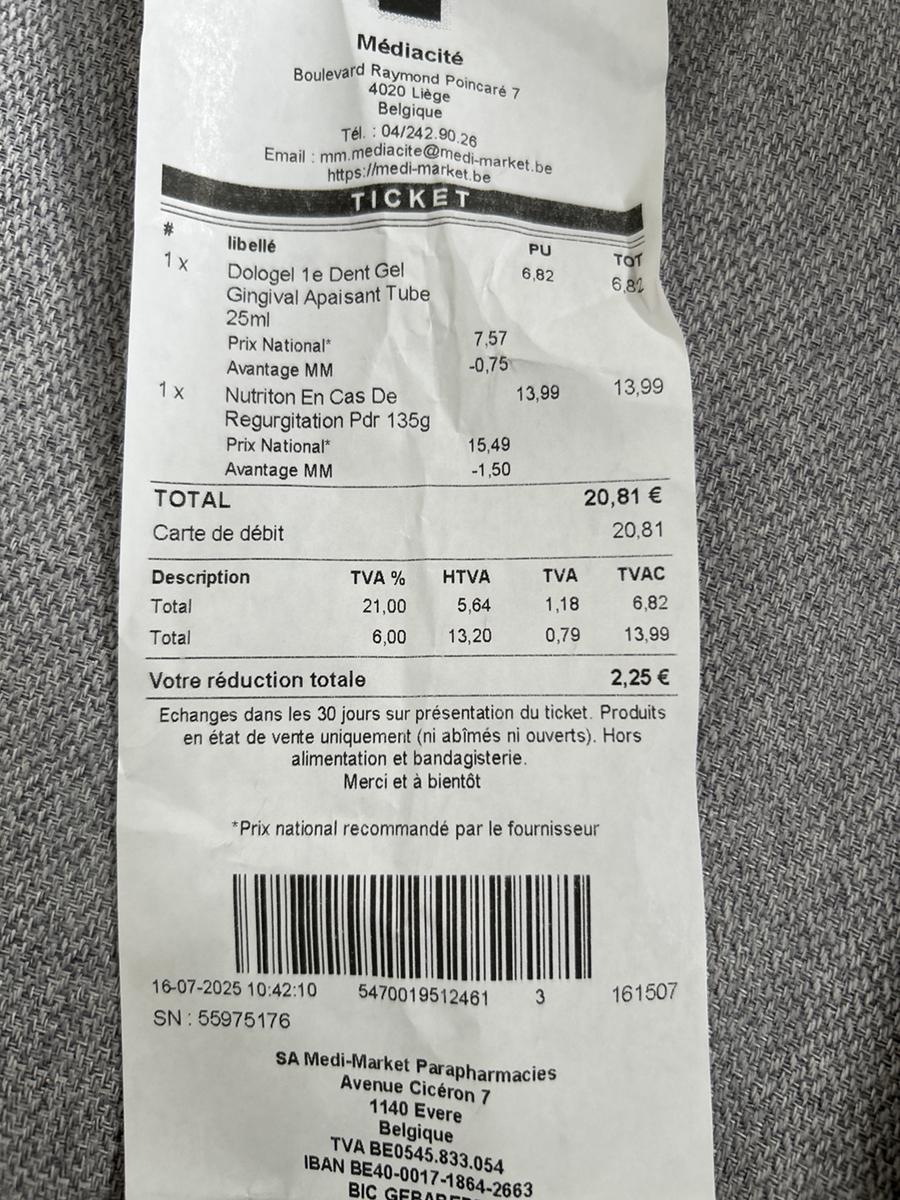 Médiacité
Boulevard Raymond Poincaré 7
4020 Liège
Belgique
Tél. : 04/242.90.26
Email : mm.mediacite@medi-market.be
https://medi-market.be
TICKET
# libellé PU TOT
1 x Dologel 1e Dent Gel 6,82 6,82
Gingival Apaisant Tube
25ml
Prix National* 7,57
Avantage MM -0,75
1 x Nutriton En Cas De 13,99 13,99
Regurgitation Pdr 135g
Prix National* 15,49
Avantage MM -1,50
TOTAL 20,81 €
Carte de débit 20,81
Description TVA % HTVA TVA TVAC
Total 21,00 5,64 1,18 6,82
Total 6,00 13,20 0,79 13,99
Votre réduction totale 2,25 €
Echanges dans les 30 jours sur présentation du ticket. Produits
en état de vente uniquement (ni abîmés ni ouverts). Hors
alimentation et bandagisterie.
Merci et à bientôt
*Prix national recommandé par le fournisseur
16-07-2025 10:42:10 5470019512461 3 161507
SN : 55975176
SA Medi-Market Parapharmacies
Avenue Cicéron 7
1140 Evere
Belgique
TVA BE0545.833.054
IBAN BE40-0017-1864-2663
BIC